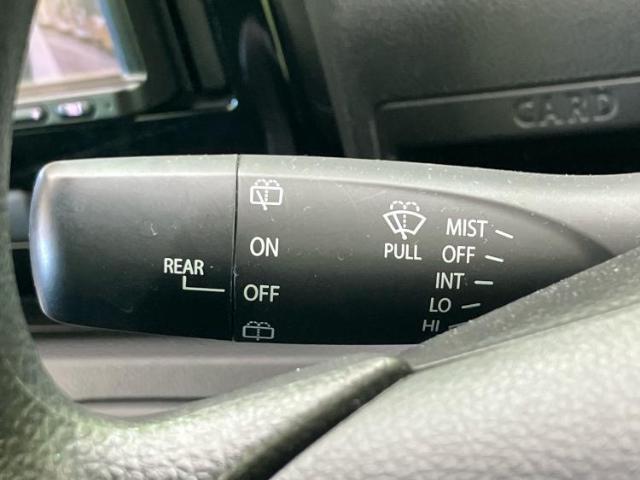 CARD
MIST
OFF
INT
LO
HI
PULL
ON
REAR
OFF